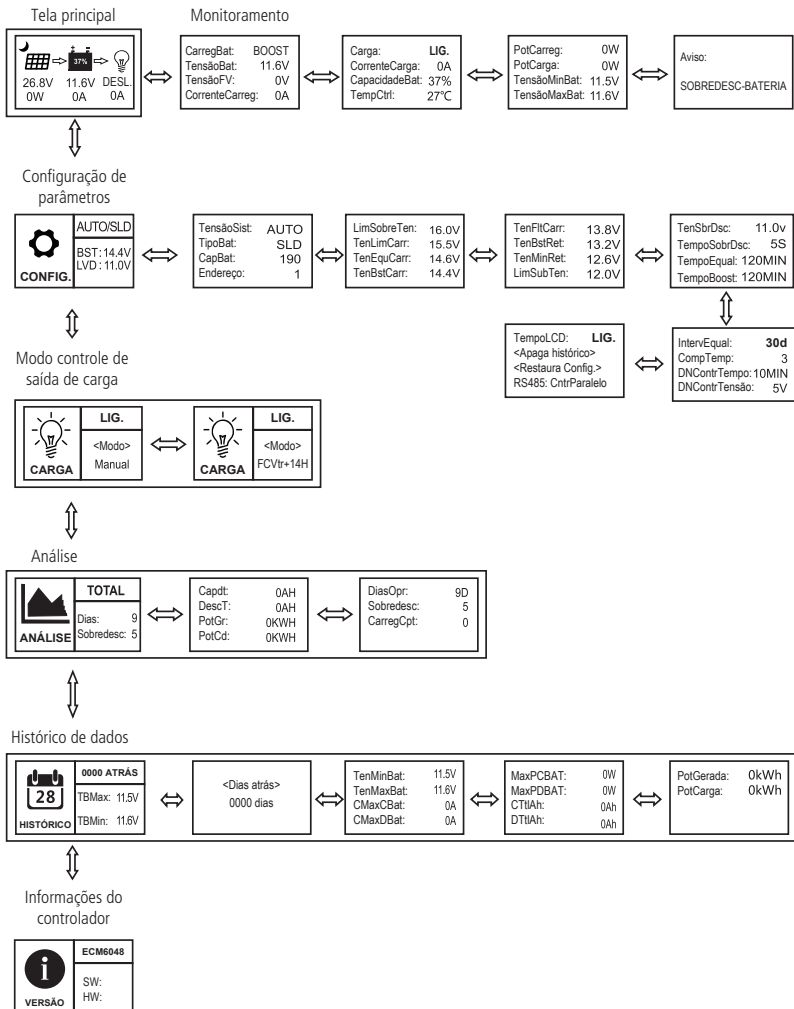 Tela principal
Monitoramento
37%
26.8V 11.6V DESL.
0W 0A 0A
CarregBat: BOOST
TensãoBat: 11.6V
TensãoFV: 0V
CorrenteCarreg: 0A
Carga: LIG.
CorrenteCarga: 0A
CapacidadeBat: 37%
TempCtrl: 27°C
PotCarreg: 0W
PotCarga: 0W
TensãoMinBat: 11.5V
TensãoMaxBat: 11.6V
Aviso:
SOBREDESC-BATERIA
Configuração de
parâmetros
CONFIG.
AUTO/SLD
BST:14.4V
LVD : 11.0V
TensãoSist: AUTO
TipoBat: SLD
CapBat: 190
Endereço: 1
LimSobreTen: 16.0V
TenLimCarr: 15.5V
TenEquCarr: 14.6V
TenBstCarr: 14.4V
TenFltCarr: 13.8V
TenBstRet: 13.2V
TenMinRet: 12.6V
LimSubTen: 12.0V
TenSbrDsc: 11.0v
TempoSobrDsc: 5S
TempoEqual: 120MIN
TempoBoost: 120MIN
TempoLCD: LIG.
<Apaga histórico>
<Restaura Config.>
RS485: CntrParalelo
IntervEqual: 30d
CompTemp: 3
DNContrTempo: 10MIN
DNContrTensão: 5V
Modo controle de
saída de carga
CARGA
LIG.
<Modo>
Manual
CARGA
LIG.
<Modo>
FCVtr+14H
Análise
ANÁLISE
TOTAL
Dias: 9
Sobredesc: 5
Capdt: 0AH
DescT: 0AH
PotGr: 0KWH
PotCd: 0KWH
DiasOpr: 9D
Sobredesc: 5
CarregCpt: 0
Histórico de dados
28
HISTÓRICO
0000 ATRÁS
TBMax: 11.5V
TBMin: 11.6V
<Dias atrás>
0000 dias
TenMinBat: 11.5V
TenMaxBat: 11.6V
CMaxCBat: 0A
CMaxDBat: 0A
MaxPCBAT: 0W
MaxPDBAT: 0W
CTtlAh: 0Ah
DTtlAh: 0Ah
PotGerada: 0kWh
PotCarga: 0kWh
Informações do
controlador
i
VERSÃO
ECM6048
SW:
HW: